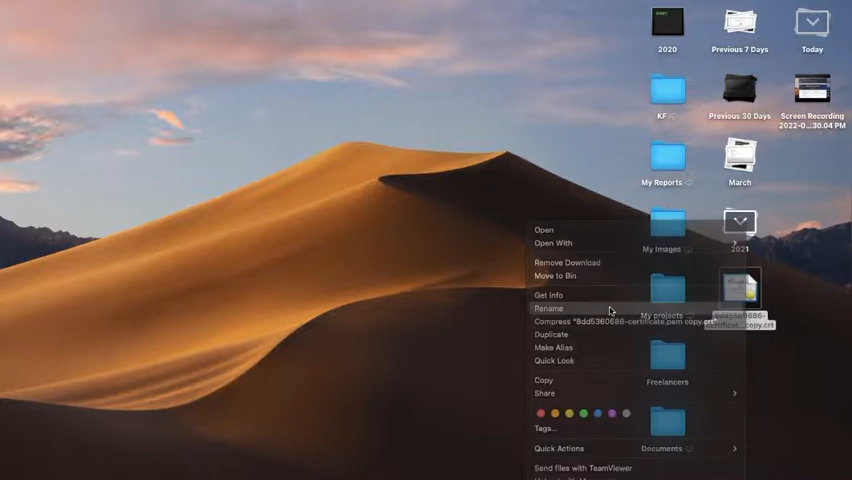 2020
Previous 7 Days
Today
KF
Previous 30 Days
Screen Recording
2022-0...30.04 PM
My Reports
March
My Images
2021
My projects
Freelancers
Documents
Open
Open With
Remove Download
Move to Bin
Get Info
Rename
Compress "8dd5360686-certificate.pem copy.crt"
Duplicate
Make Alias
Quick Look
Copy
Share
Tags...
Quick Actions
Send files with TeamViewer